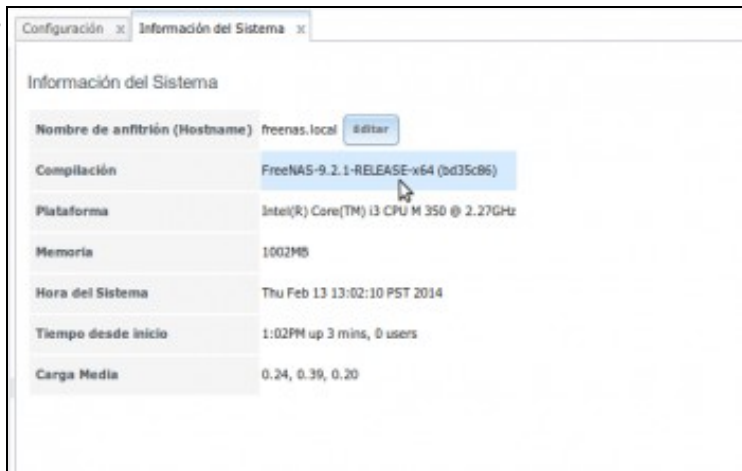 Configuración x Información del Sistema x
Información del Sistema
Nombre de anfitrión (Hostname) freenas.local Editar
Compilación FreeNAS-9.2.1-RELEASE-x64 (bd35c86)
Plataforma Intel(R) Core(TM) i3 CPU M 350 @ 2.27GHz
Memoria 1002MB
Hora del Sistema Thu Feb 13 13:02:10 PST 2014
Tiempo desde inicio 1:02PM up 3 mins, 0 users
Carga Media 0.24, 0.39, 0.20